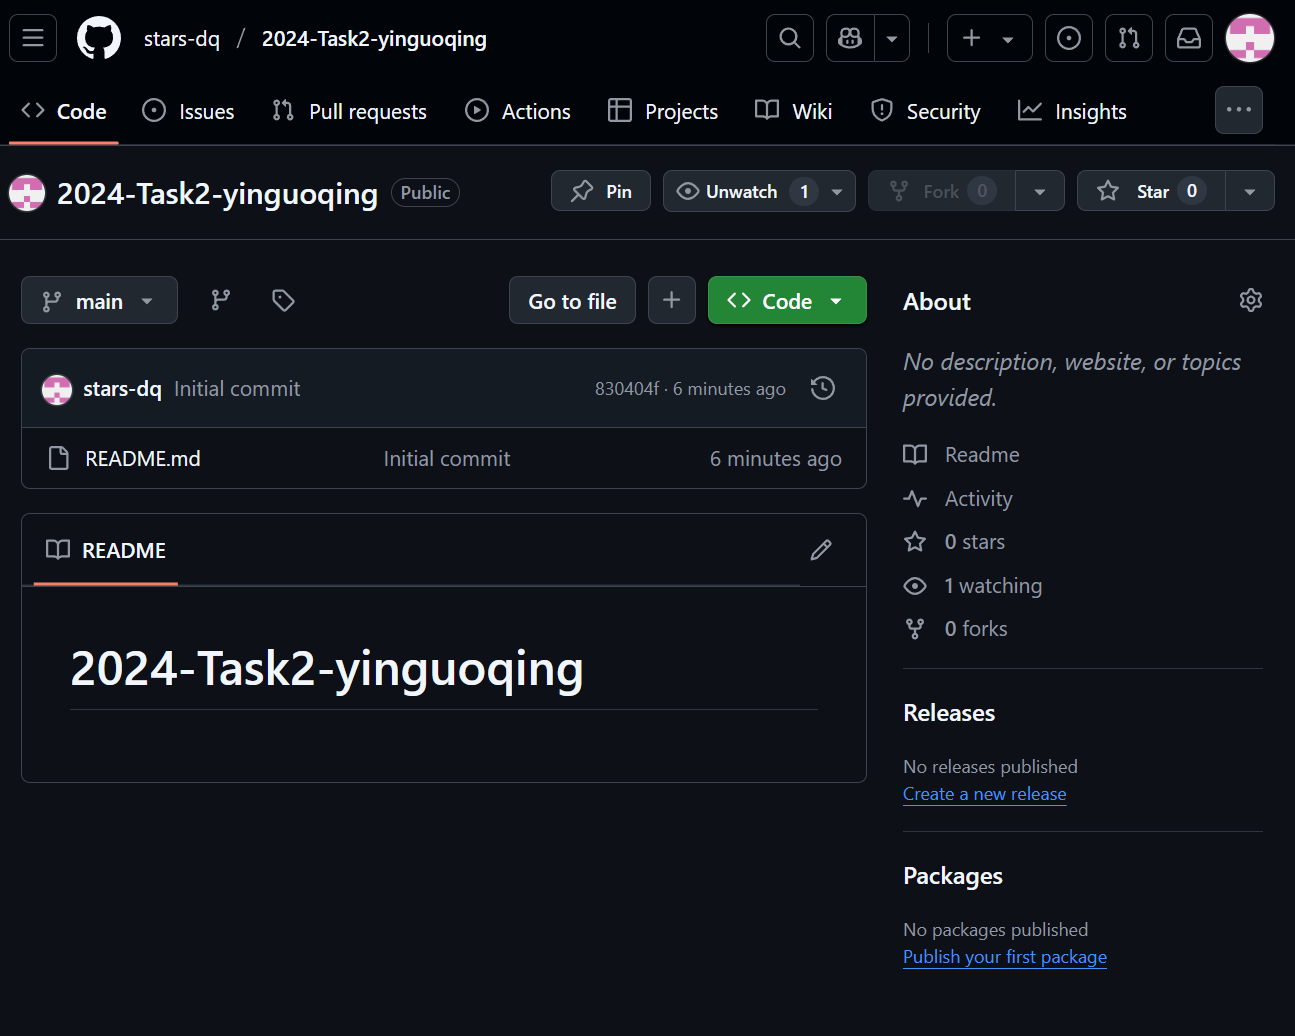 stars-dq / 2024-Task2-yinguoqing
Code Issues Pull requests Actions Projects Wiki Security Insights
2024-Task2-yinguoqing Public Pin Unwatch 1 Fork 0 Star 0
main Go to file Code
stars-dq Initial commit 830404f · 6 minutes ago
README.md Initial commit 6 minutes ago
README
2024-Task2-yinguoqing
About
No description, website, or topics
provided.
Readme
Activity
0 stars
1 watching
0 forks
Releases
No releases published
Create a new release
Packages
No packages published
Publish your first package